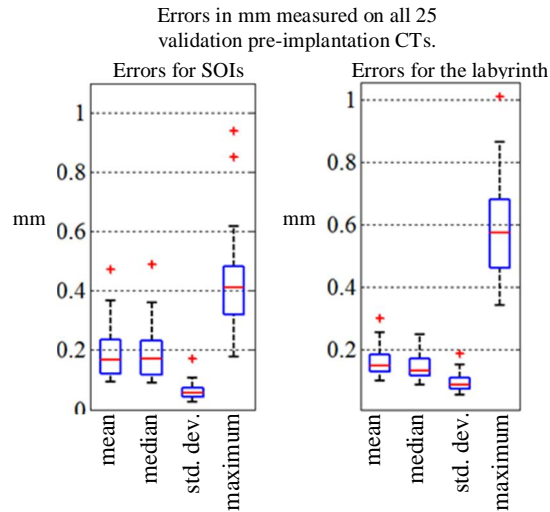 Errors in mm measured on all 25
validation pre-implantation CTs.
Errors for SOIs
Errors for the labyrinth
mm
1
0.8
0.6
0.4
0.2
0
mean
median
std. dev.
maximum
mm
1
0.8
0.6
0.4
0.2
mean
median
std. dev.
maximum